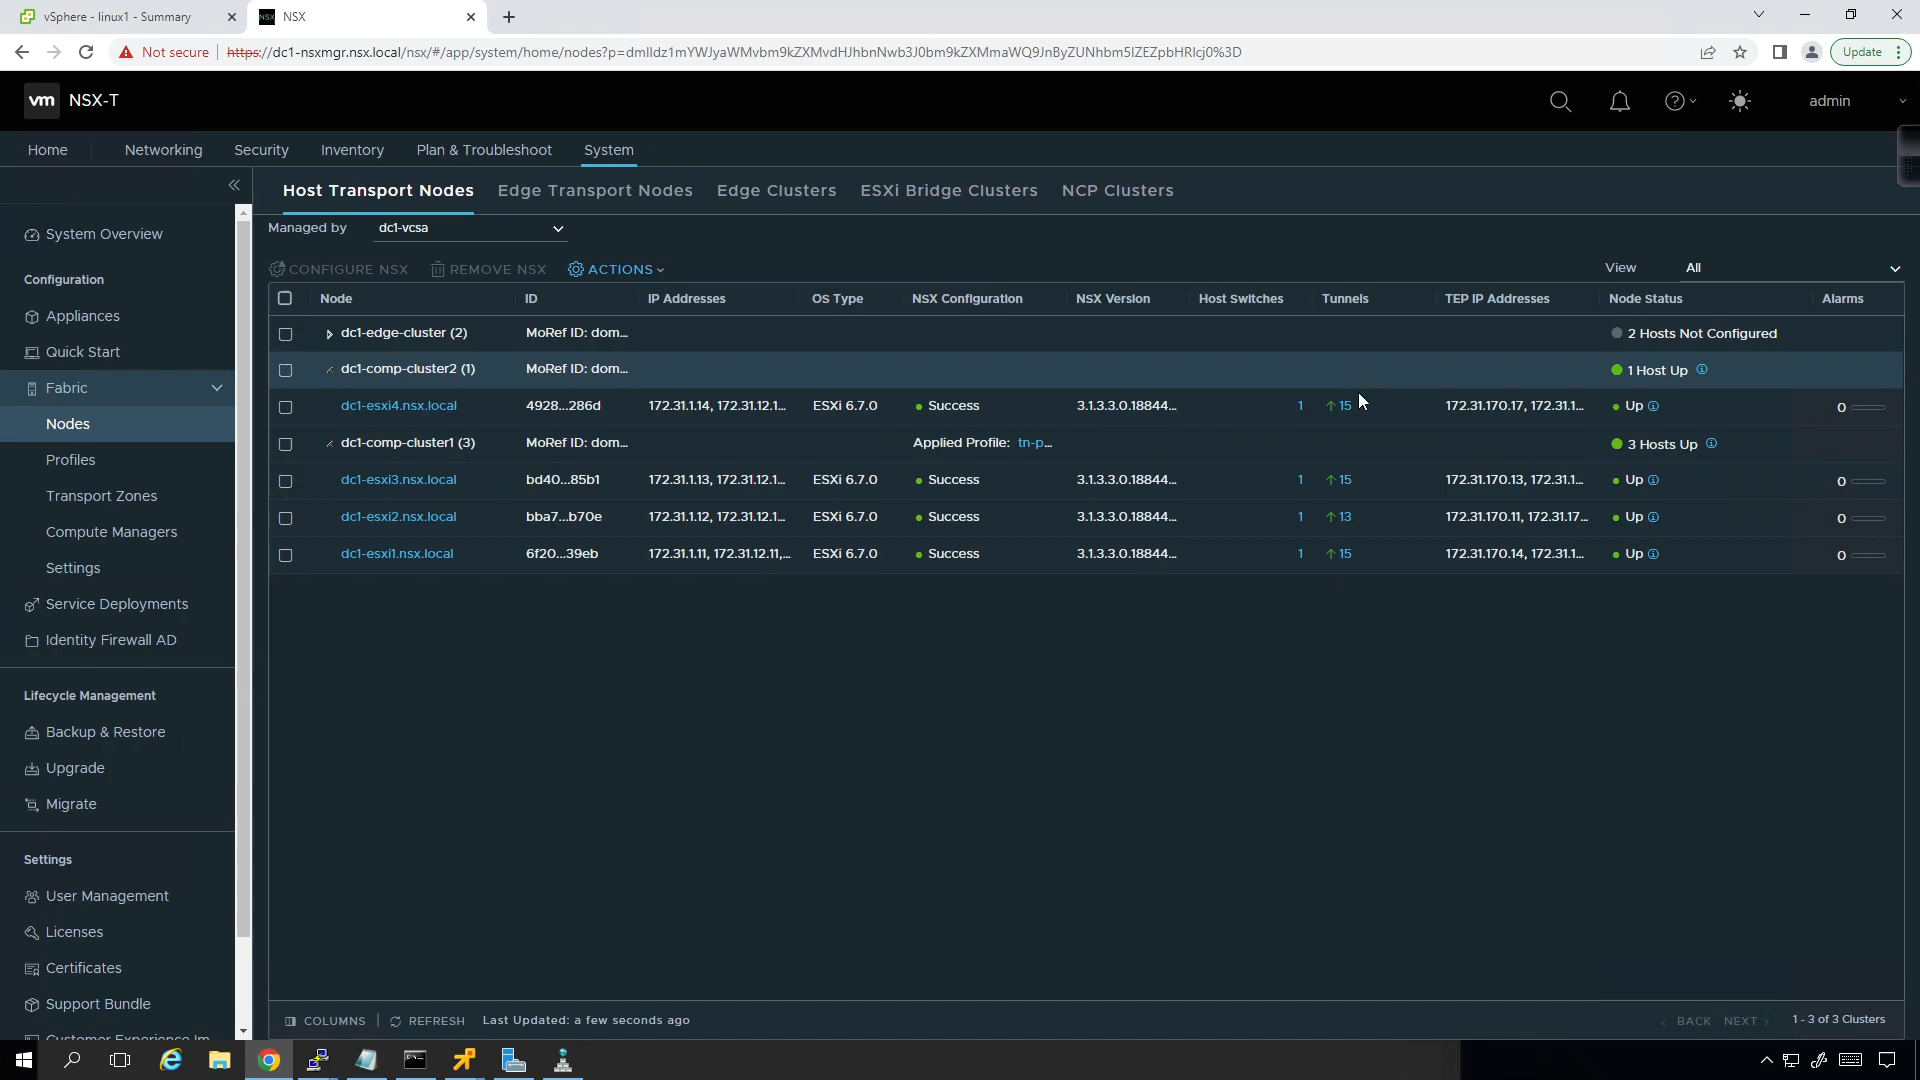 vSphere - linux1 - Summary
NSX
Not secure
https://dc1-nsxmgr.nsx.local/nsx/#/app/system/home/nodes?p=
Update
vm NSX-T
admin
Home
Networking
Security
Inventory
Plan & Troubleshoot
System
Host Transport Nodes
Edge Transport Nodes
Edge Clusters
ESXi Bridge Clusters
NCP Clusters
System Overview
Configuration
Appliances
Quick Start
Fabric
Nodes
Profiles
Transport Zones
Compute Managers
Settings
Service Deployments
Identity Firewall AD
Lifecycle Management
Backup & Restore
Upgrade
Migrate
Settings
User Management
Licenses
Certificates
Support Bundle
Managed by dc1-vcsa
CONFIGURE NSX REMOVE NSX ACTIONS View All
Node ID IP Addresses OS Type NSX Configuration NSX Version Host Switches Tunnels TEP IP Addresses Node Status Alarms
dc1-edge-cluster (2) MoRef ID: dom... 2 Hosts Not Configured
dc1-comp-cluster2 (1) MoRef ID: dom... 1 Host Up
dc1-esxi4.nsx.local 4928...286d 172.31.1.14, 172.31.12.1... ESXi 6.7.0 Success 3.1.3.3.0.18844... 1 15 172.31.170.17, 172.31.1... Up 0
dc1-comp-cluster1 (3) MoRef ID: dom... Applied Profile: tn-p... 3 Hosts Up
dc1-esxi3.nsx.local bd40...85b1 172.31.1.13, 172.31.12.1... ESXi 6.7.0 Success 3.1.3.3.0.18844... 1 15 172.31.170.13, 172.31.1... Up 0
dc1-esxi2.nsx.local bba7...b70e 172.31.1.12, 172.31.12.1... ESXi 6.7.0 Success 3.1.3.3.0.18844... 1 13 172.31.170.11, 172.31.17... Up 0
dc1-esxi1.nsx.local 6f20...39eb 172.31.1.11, 172.31.12.11,... ESXi 6.7.0 Success 3.1.3.3.0.18844... 1 15 172.31.170.14, 172.31.1... Up 0
COLUMNS REFRESH Last Updated: a few seconds ago
BACK NEXT 1 - 3 of 3 Clusters